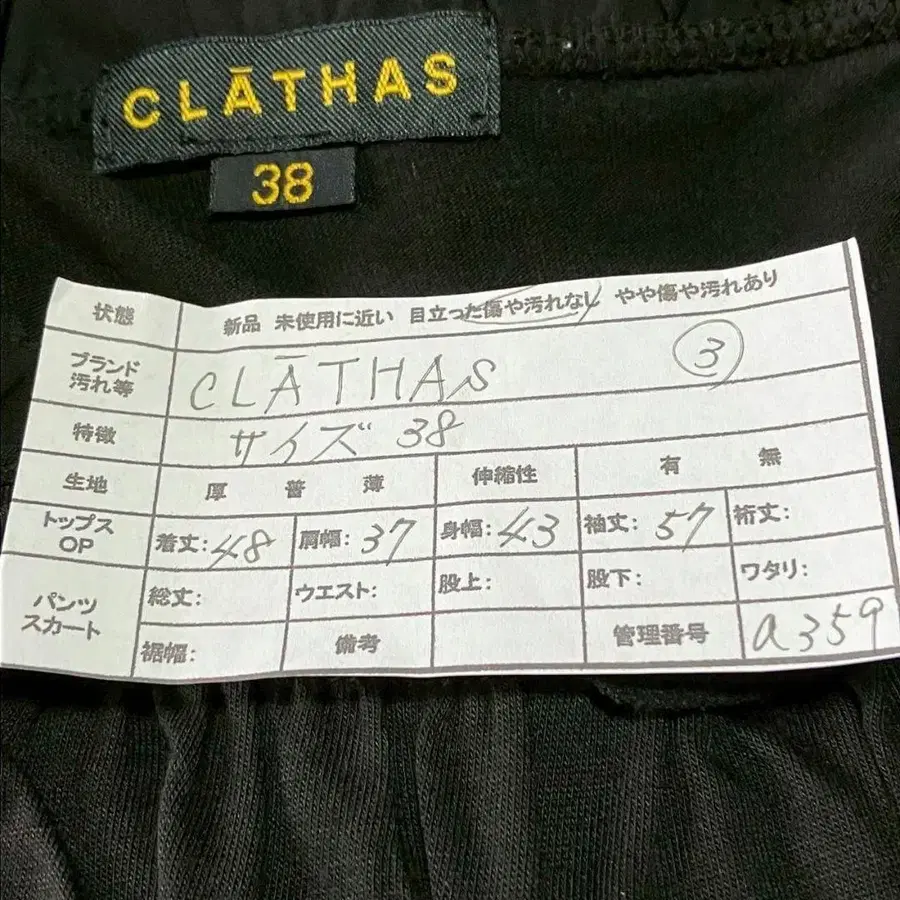 CLĀTHAS
38
状態 新品 未使用に近い 目立った傷や汚れなし やや傷や汚れあり
ブランド
汚れ等 CLĀTHAS ③
特徴 サイズ 38
生地 厚 普 薄 伸縮性 有 無
トップス
OP 着丈:48 肩幅:37 身幅:43 袖丈:57 裄丈:
パンツ
スカート 総丈: ウエスト: 股上: 股下: ワタリ:
裾幅: 備考 管理番号 a359